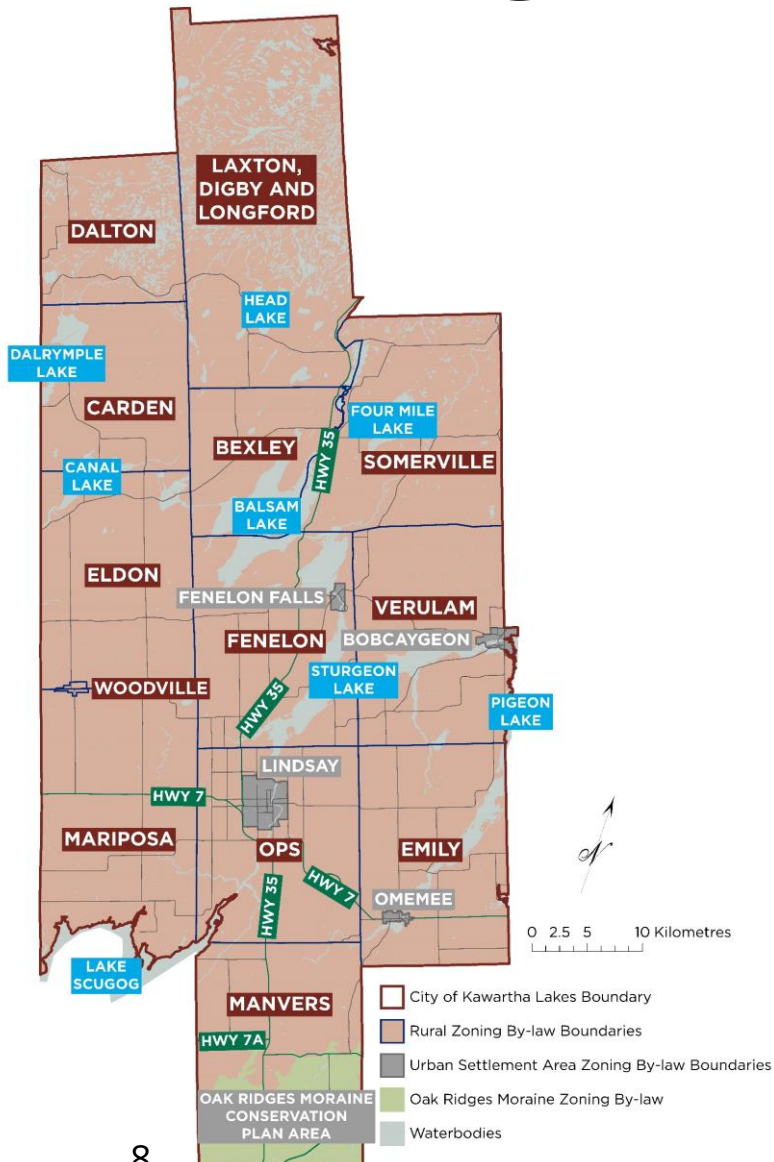 LAXTON,
DIGBY AND
LONGFORD
DALTON
HEAD
LAKE
DALRYMPLE
LAKE
CARDEN
FOUR MILE
LAKE
BEXLEY
HWY 35
SOMERVILLE
CANAL
LAKE
BALSAM
LAKE
ELDON
FENELON FALLS
VERULAM
FENELON
BOBCAYGEON
STURGEON
LAKE
WOODVILLE
HWY 35
PIGEON
LAKE
LINDSAY
HWY 7
MARIPOSA
OPS
EMILY
HWY 7
HWY 35
OMEMEE
N
0 2.5 5 10 Kilometres
LAKE
SCUGOG
MANVERS
HWY 7A
OAK RIDGES MORAINE
CONSERVATION
PLAN AREA
City of Kawartha Lakes Boundary
Rural Zoning By-law Boundaries
Urban Settlement Area Zoning By-law Boundaries
Oak Ridges Moraine Zoning By-law
Waterbodies
8